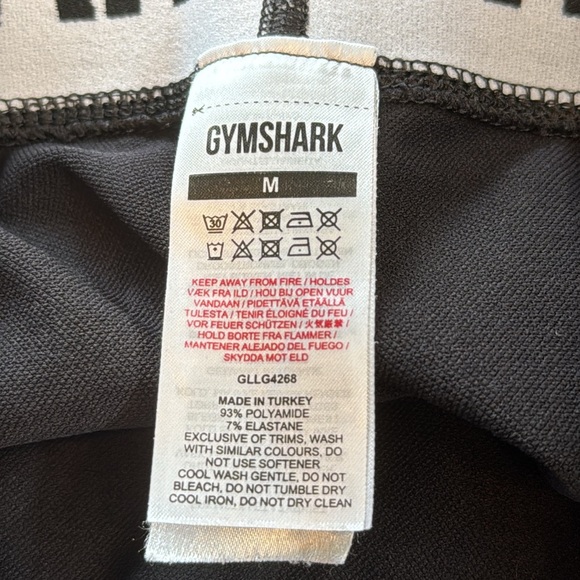 GYMSHARK
M
30
KEEP AWAY FROM FIRE / HOLDES
VÆK FRA ILD / HOU BIJ OPEN VUUR
VANDAAN / PIDETTÄVÄ ETÄÄLLÄ
TULESTA / TENIR ÉLOIGNÉ DU FEU /
VOR FEUER SCHÜTZEN / 火気厳禁 /
HOLD BORTE FRA FLAMMER /
MANTENER ALEJADO DEL FUEGO /
SKYDDA MOT ELD
GLLG4268
MADE IN TURKEY
93% POLYAMIDE
7% ELASTANE
EXCLUSIVE OF TRIMS, WASH
WITH SIMILAR COLOURS, DO
NOT USE SOFTENER
COOL WASH GENTLE, DO NOT
BLEACH, DO NOT TUMBLE DRY
COOL IRON, DO NOT DRY CLEAN